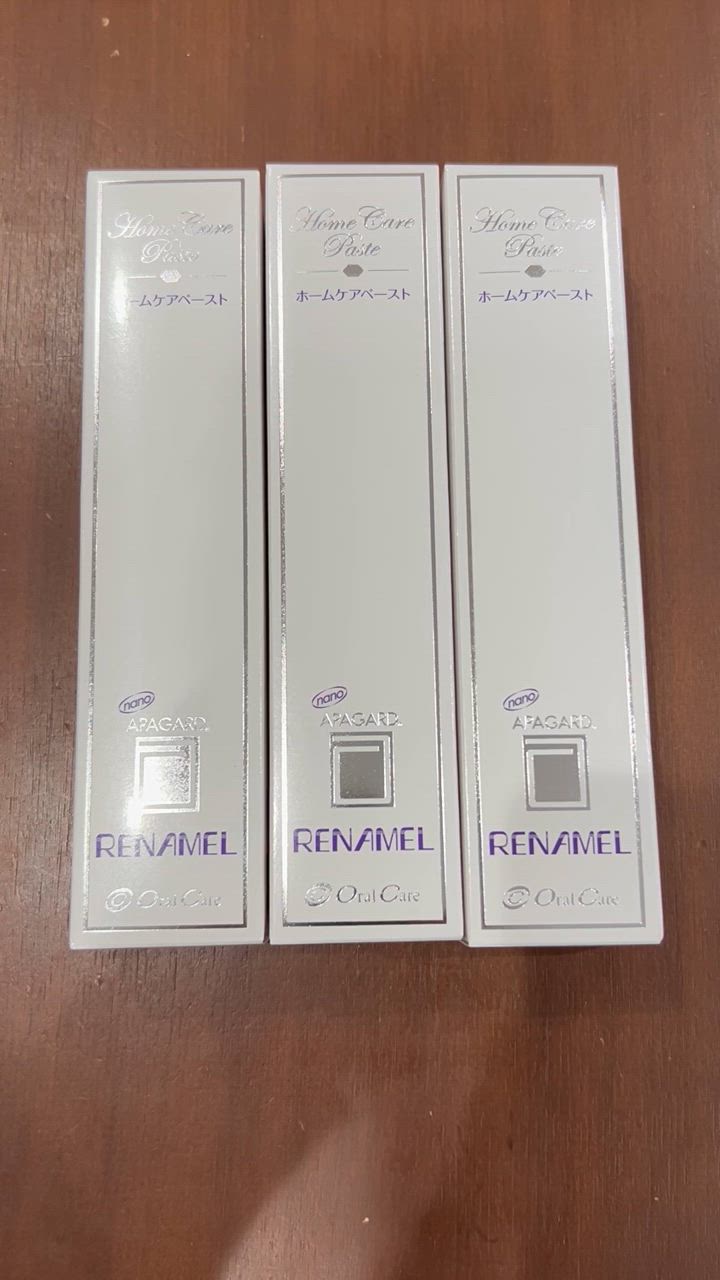 Home Care
Paste
ームケアペースト
nano
APAGARD
RENAMEL
Oral Care
Home Care
Paste
ホームケアペースト
nano
APAGARD
RENAMEL
Oral Care
Home Care
Paste
ホームケアペースト
nano
APAGARD
RENAMEL
Oral Care